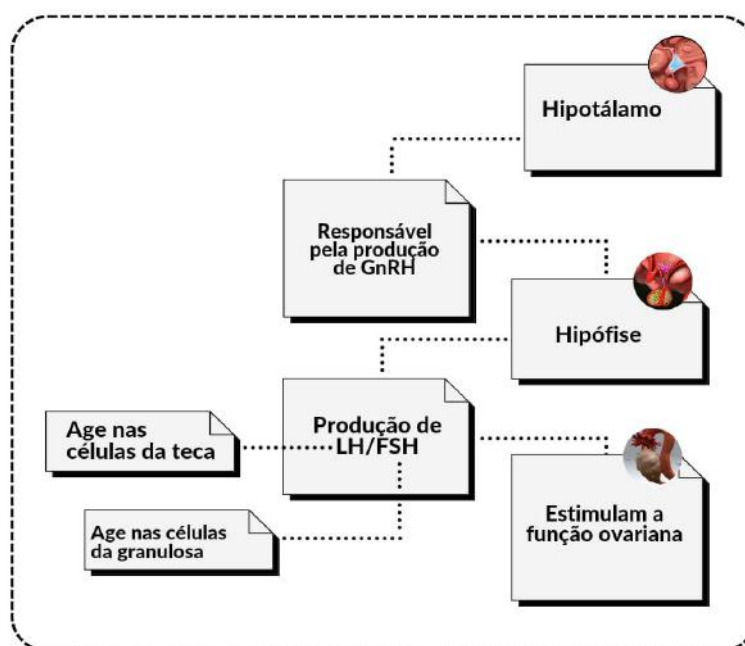 Hipotálamo
Responsável
pela produção
de GnRH
Hipófise
Produção de
LH/FSH
Age nas
células da teca
Age nas células
da granulosa
Estimulam a
função ovariana